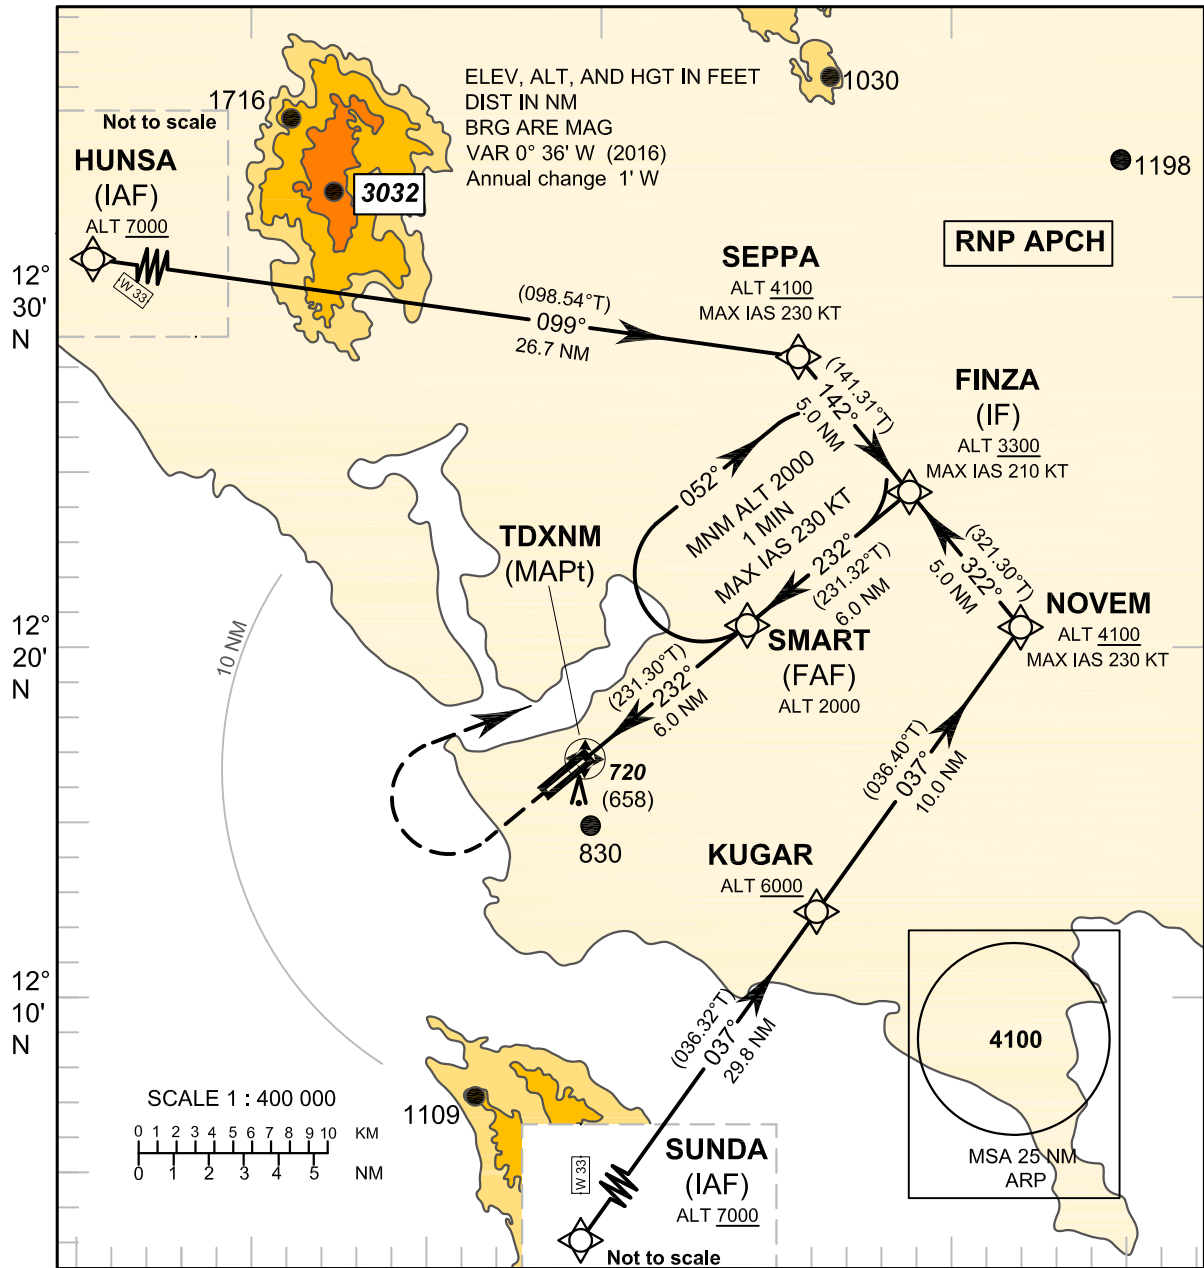 ELEV, ALT, AND HGT IN FEET
DIST IN NM
BRG ARE MAG
VAR 0° 36' W (2016)
Annual change 1' W
1716
1030
1198
3032
Not to scale
HUNSA
(IAF)
ALT 7000
W 33
RNP APCH
SEPPA
ALT 4100
MAX IAS 230 KT
(098.54°T)
099°
26.7 NM
12°
30'
N
(141.31°T)
142°
5.0 NM
FINZA
(IF)
ALT 3300
MAX IAS 210 KT
052°
MNM ALT 2000
1 MIN
MAX IAS 230 KT
232°
(231.32°T)
6.0 NM
(321.30°T)
322°
5.0 NM
TDXNM
(MAPt)
NOVEM
ALT 4100
MAX IAS 230 KT
SMART
(FAF)
ALT 2000
12°
20'
N
10 NM
(231.30°T)
232°
6.0 NM
720
(658)
830
(036.40°T)
037°
10.0 NM
KUGAR
ALT 6000
12°
10'
N
(036.32°T)
037°
29.8 NM
4100
MSA 25 NM
ARP
SCALE 1 : 400 000
0 1 2 3 4 5 6 7 8 9 10 KM
0 1 2 3 4 5 NM
1109
SUNDA
(IAF)
ALT 7000
W 33
Not to scale